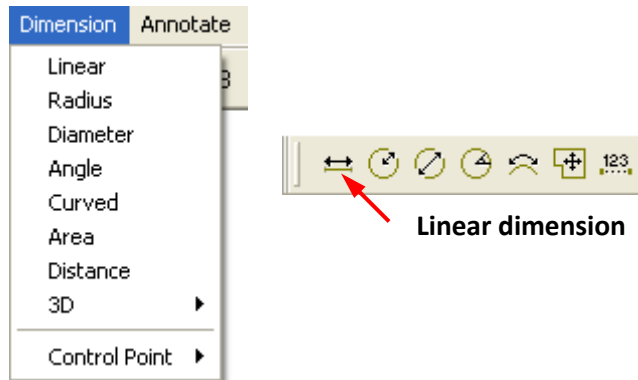 Dimension Annotate
Linear
Radius
Diameter
Angle
Curved
Area
Distance
3D
Control Point
123
Linear dimension